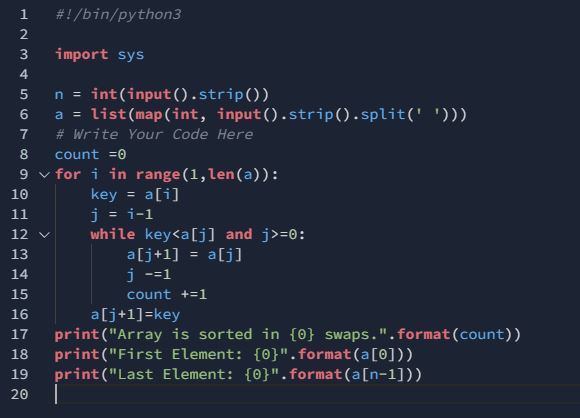 1 #!/bin/python3
2
3 import sys
4
5 n = int(input().strip())
6 a = list(map(int, input().strip().split(' ')))
7 # Write Your Code Here
8 count =0
9 for i in range(1,len(a)):
10     key = a[i]
11     j = i-1
12     while key<a[j] and j>=0:
13         a[j+1] = a[j]
14         j -=1
15         count +=1
16     a[j+1]=key
17 print("Array is sorted in {0} swaps.".format(count))
18 print("First Element: {0}".format(a[0]))
19 print("Last Element: {0}".format(a[n-1]))
20